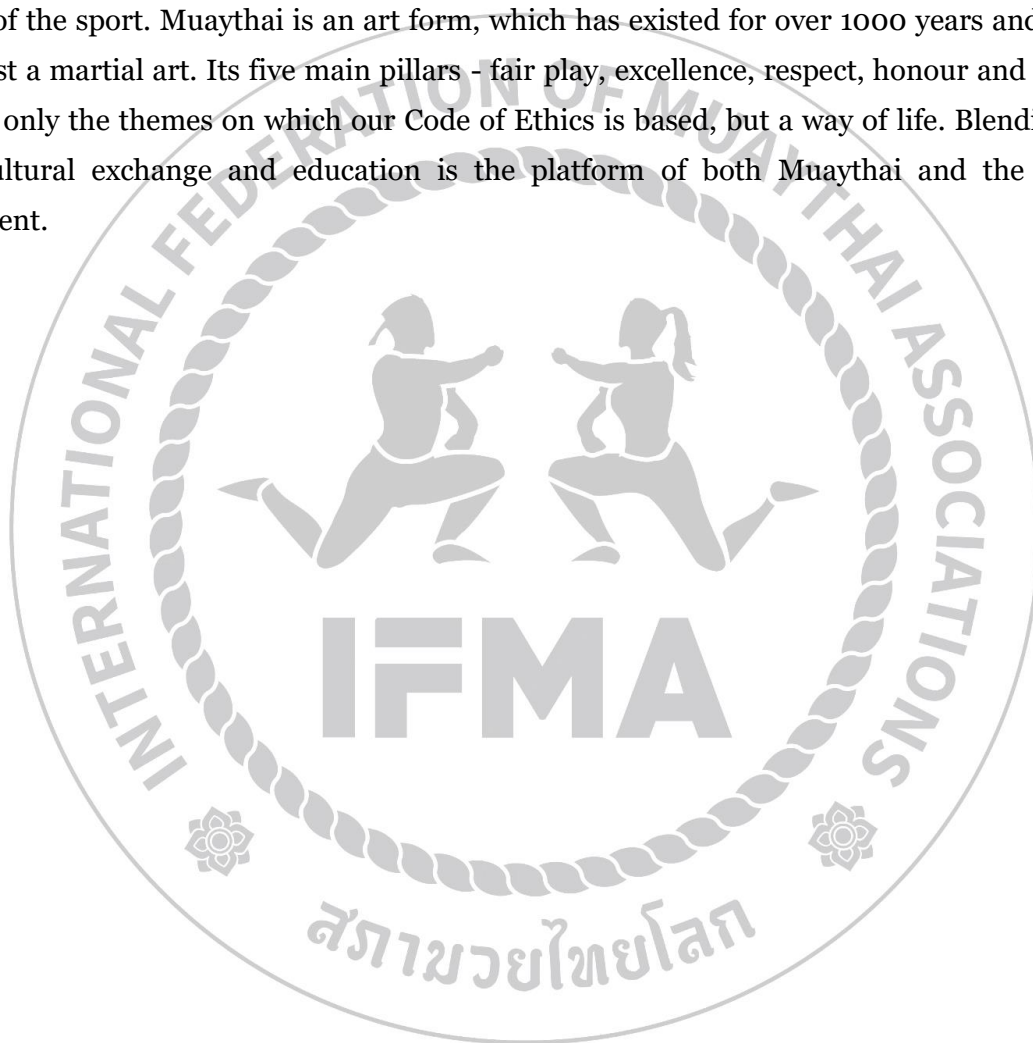 of the sport. Muaythai is an art form, which has existed for over 1000 years and
st a martial art. Its five main pillars - fair play, excellence, respect, honour and
only the themes on which our Code of Ethics is based, but a way of life. Blendi
ultural exchange and education is the platform of both Muaythai and the
ent.
INTERNATIONAL FEDERATION OF MUAYTHAI ASSOCIATIONS
IFMA
สภามวยไทยโลก